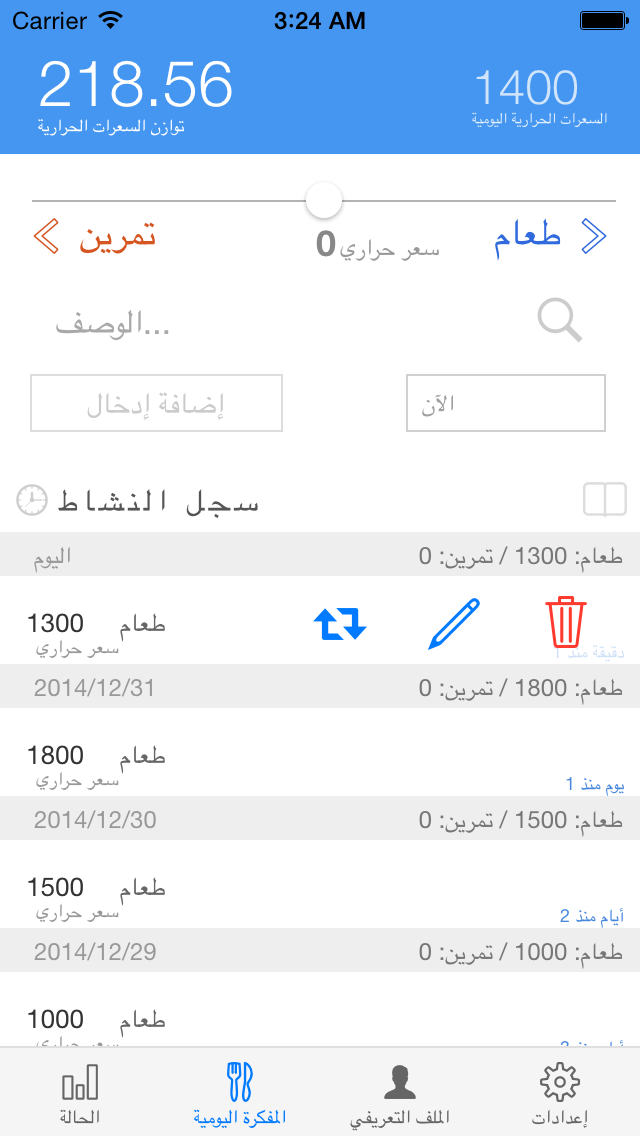 Carrier 3:24 AM
218.56 1400
توازن السعرات الحرارية السعرات الحرارية اليومية
طعام 0 سعر حراري تمرين
الوصف...
الآن إضافة إدخال
سجل النشاط
طعام: 1300 / تمرين: 0 اليوم
1300 طعام
سعر حراري
دقيقة منذ 1
طعام: 1800 / تمرين: 0 2014/12/31
1800 طعام
سعر حراري
يوم منذ 1
طعام: 1500 / تمرين: 0 2014/12/30
1500 طعام
سعر حراري
أيام منذ 2
طعام: 1000 / تمرين: 0 2014/12/29
1000 طعام
إعدادات الملف التعريفي المفكرة اليومية الحالة